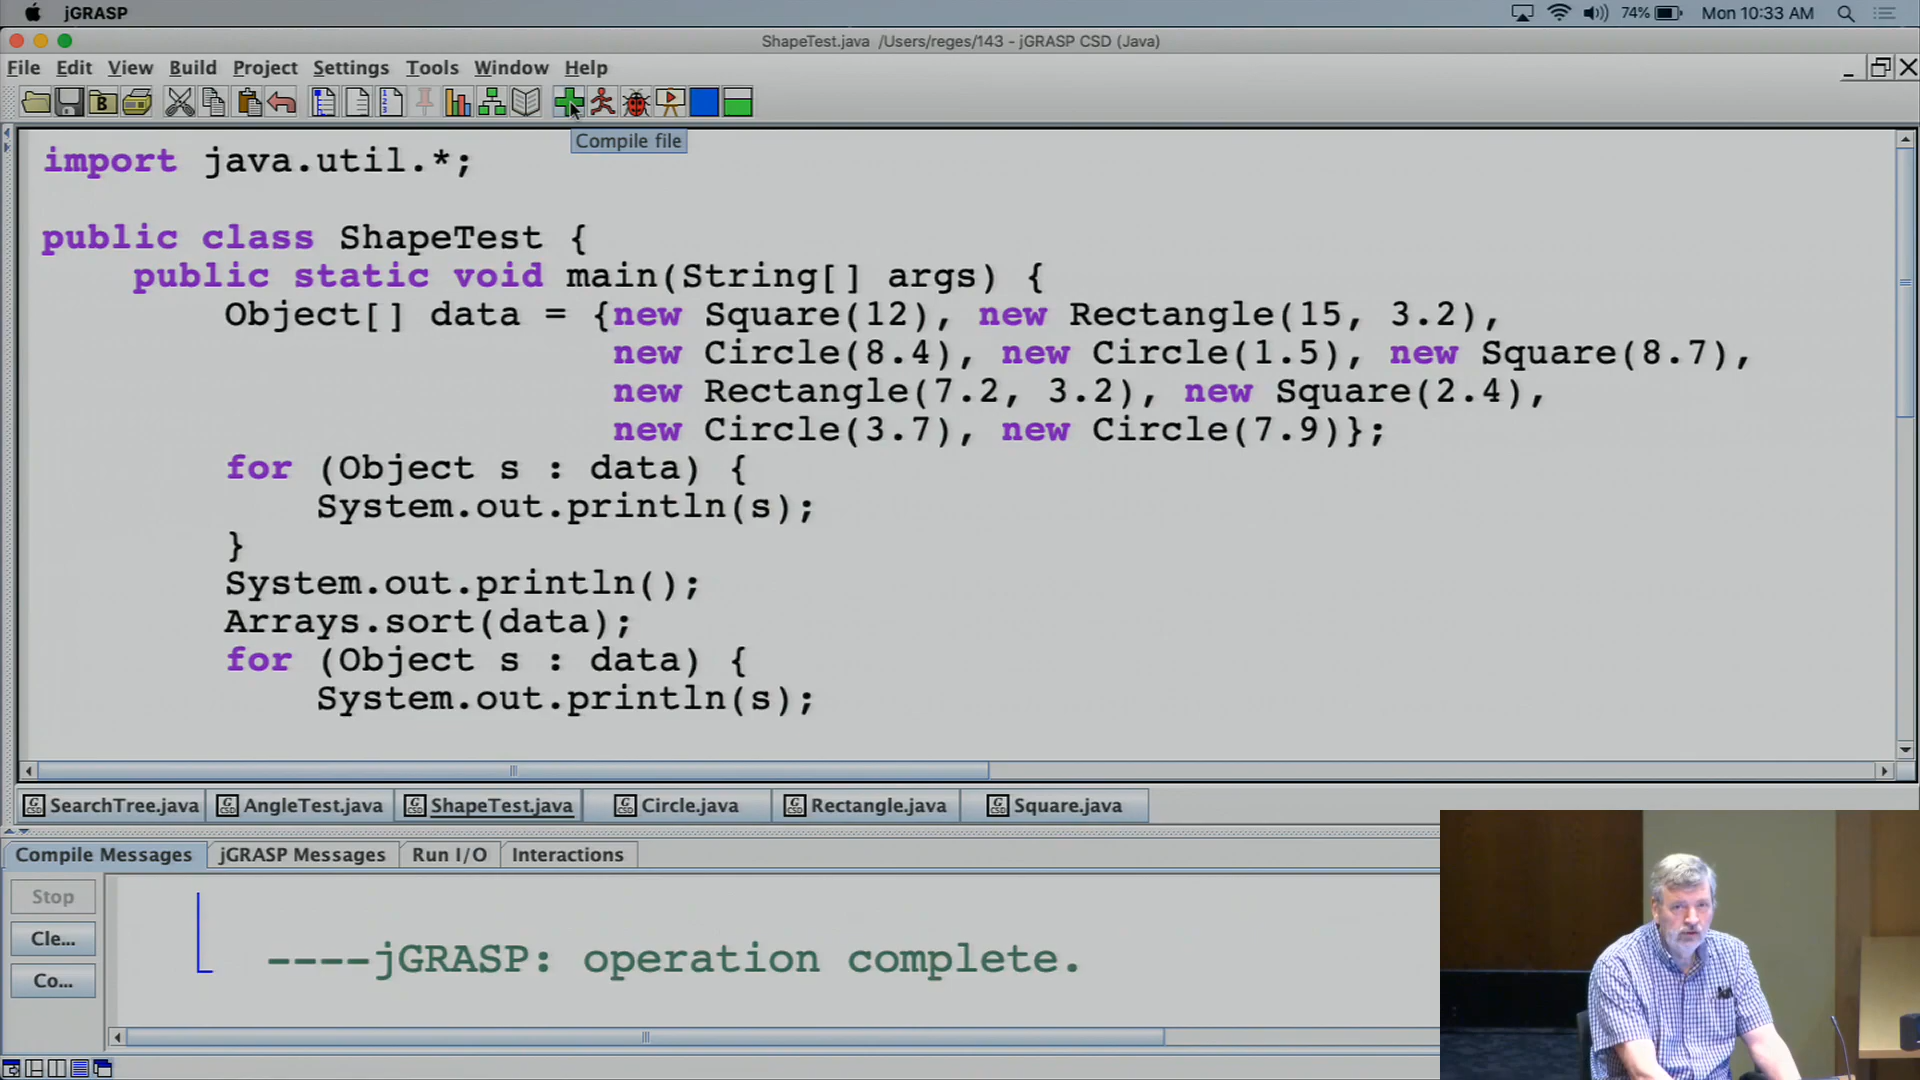 jGRASP
74%
Mon 10:33 AM
ShapeTest.java /Users/reges/143 - jGRASP CSD (Java)
File Edit View Build Project Settings Tools Window Help
Compile file
import java.util.*;
public class ShapeTest {
public static void main(String[] args) {
Object[] data = {new Square(12), new Rectangle(15, 3.2),
new Circle(8.4), new Circle(1.5), new Square(8.7),
new Rectangle(7.2, 3.2), new Square(2.4),
new Circle(3.7), new Circle(7.9)};
for (Object s : data) {
System.out.println(s);
}
System.out.println();
Arrays.sort(data);
for (Object s : data) {
System.out.println(s);
SearchTree.java AngleTest.java ShapeTest.java Circle.java Rectangle.java Square.java
Compile Messages jGRASP Messages Run I/O Interactions
Stop
Cle...
Co...
----jGRASP: operation complete.